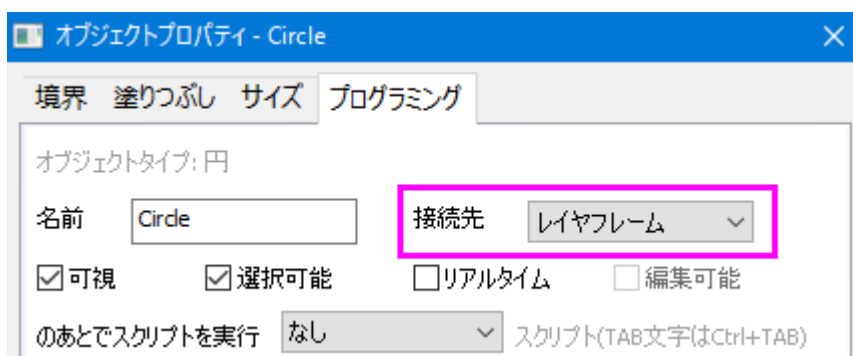 オブジェクトプロパティ - Circle
境界 塗りつぶし サイズ プログラミング
オブジェクトタイプ: 円
名前 Circle 接続先 レイヤフレーム
可視 選択可能 リアルタイム 編集可能
のあとでスクリプトを実行 なし スクリプト(TAB文字はCtrl+TAB)